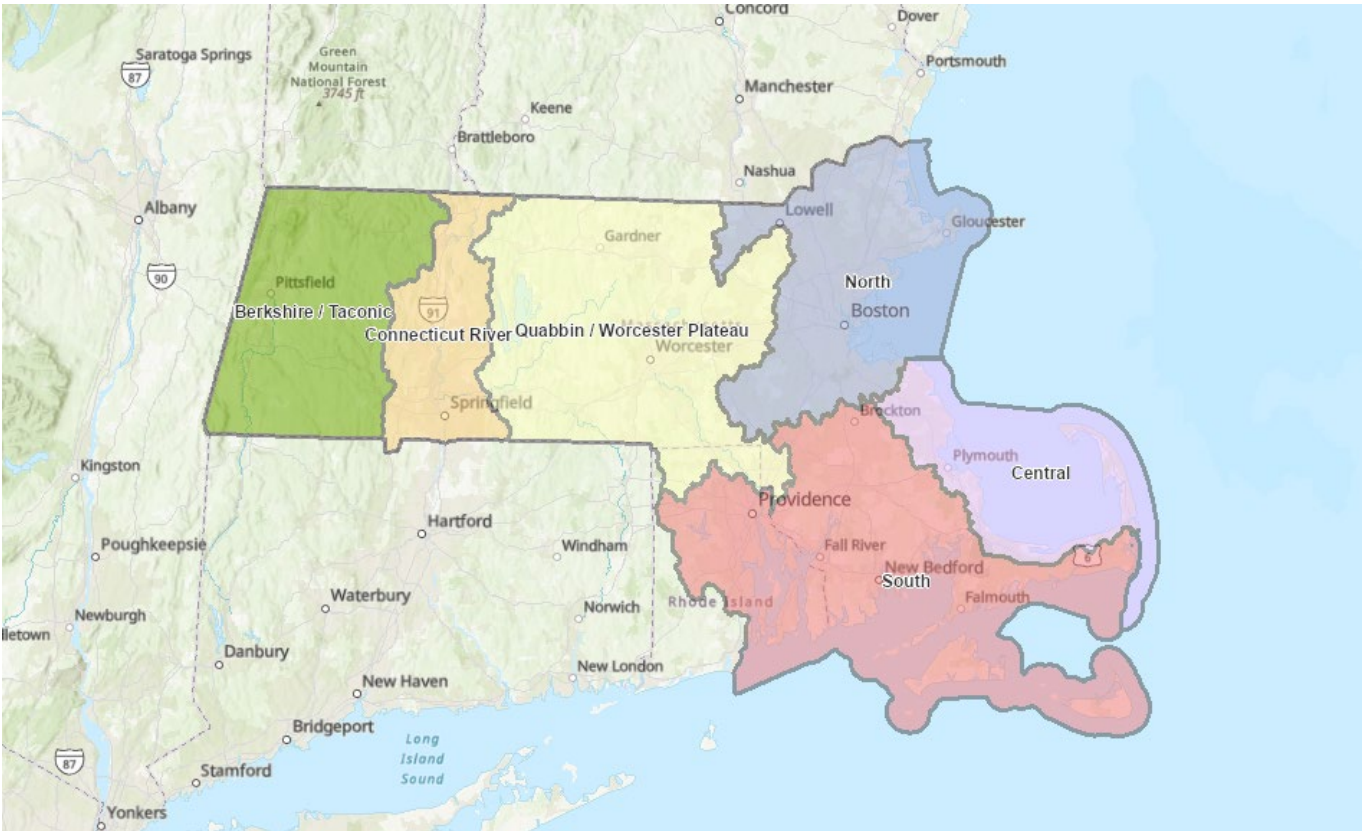 Concord
Dover
Saratoga Springs
87
Green
Mountain
National Forest
3745 ft
Portsmouth
Manchester
Keene
Brattleboro
Nashua
Albany
Lowell
Gloucester
Gardner
90
Pittsfield
North
91
Berkshire / Taconic
Boston
Connecticut River
Quabbin / Worcester Plateau
Worcester
Springfield
Brockton
Plymouth
Kingston
Central
Providence
Hartford
Poughkeepsie
Windham
Fall River
6
New Bedford
South
Waterbury
Norwich
Rhode Island
Falmouth
Newburgh
lletown
Danbury
New London
New Haven
Bridgeport
Long
Island
Sound
87
Stamford
Yonkers